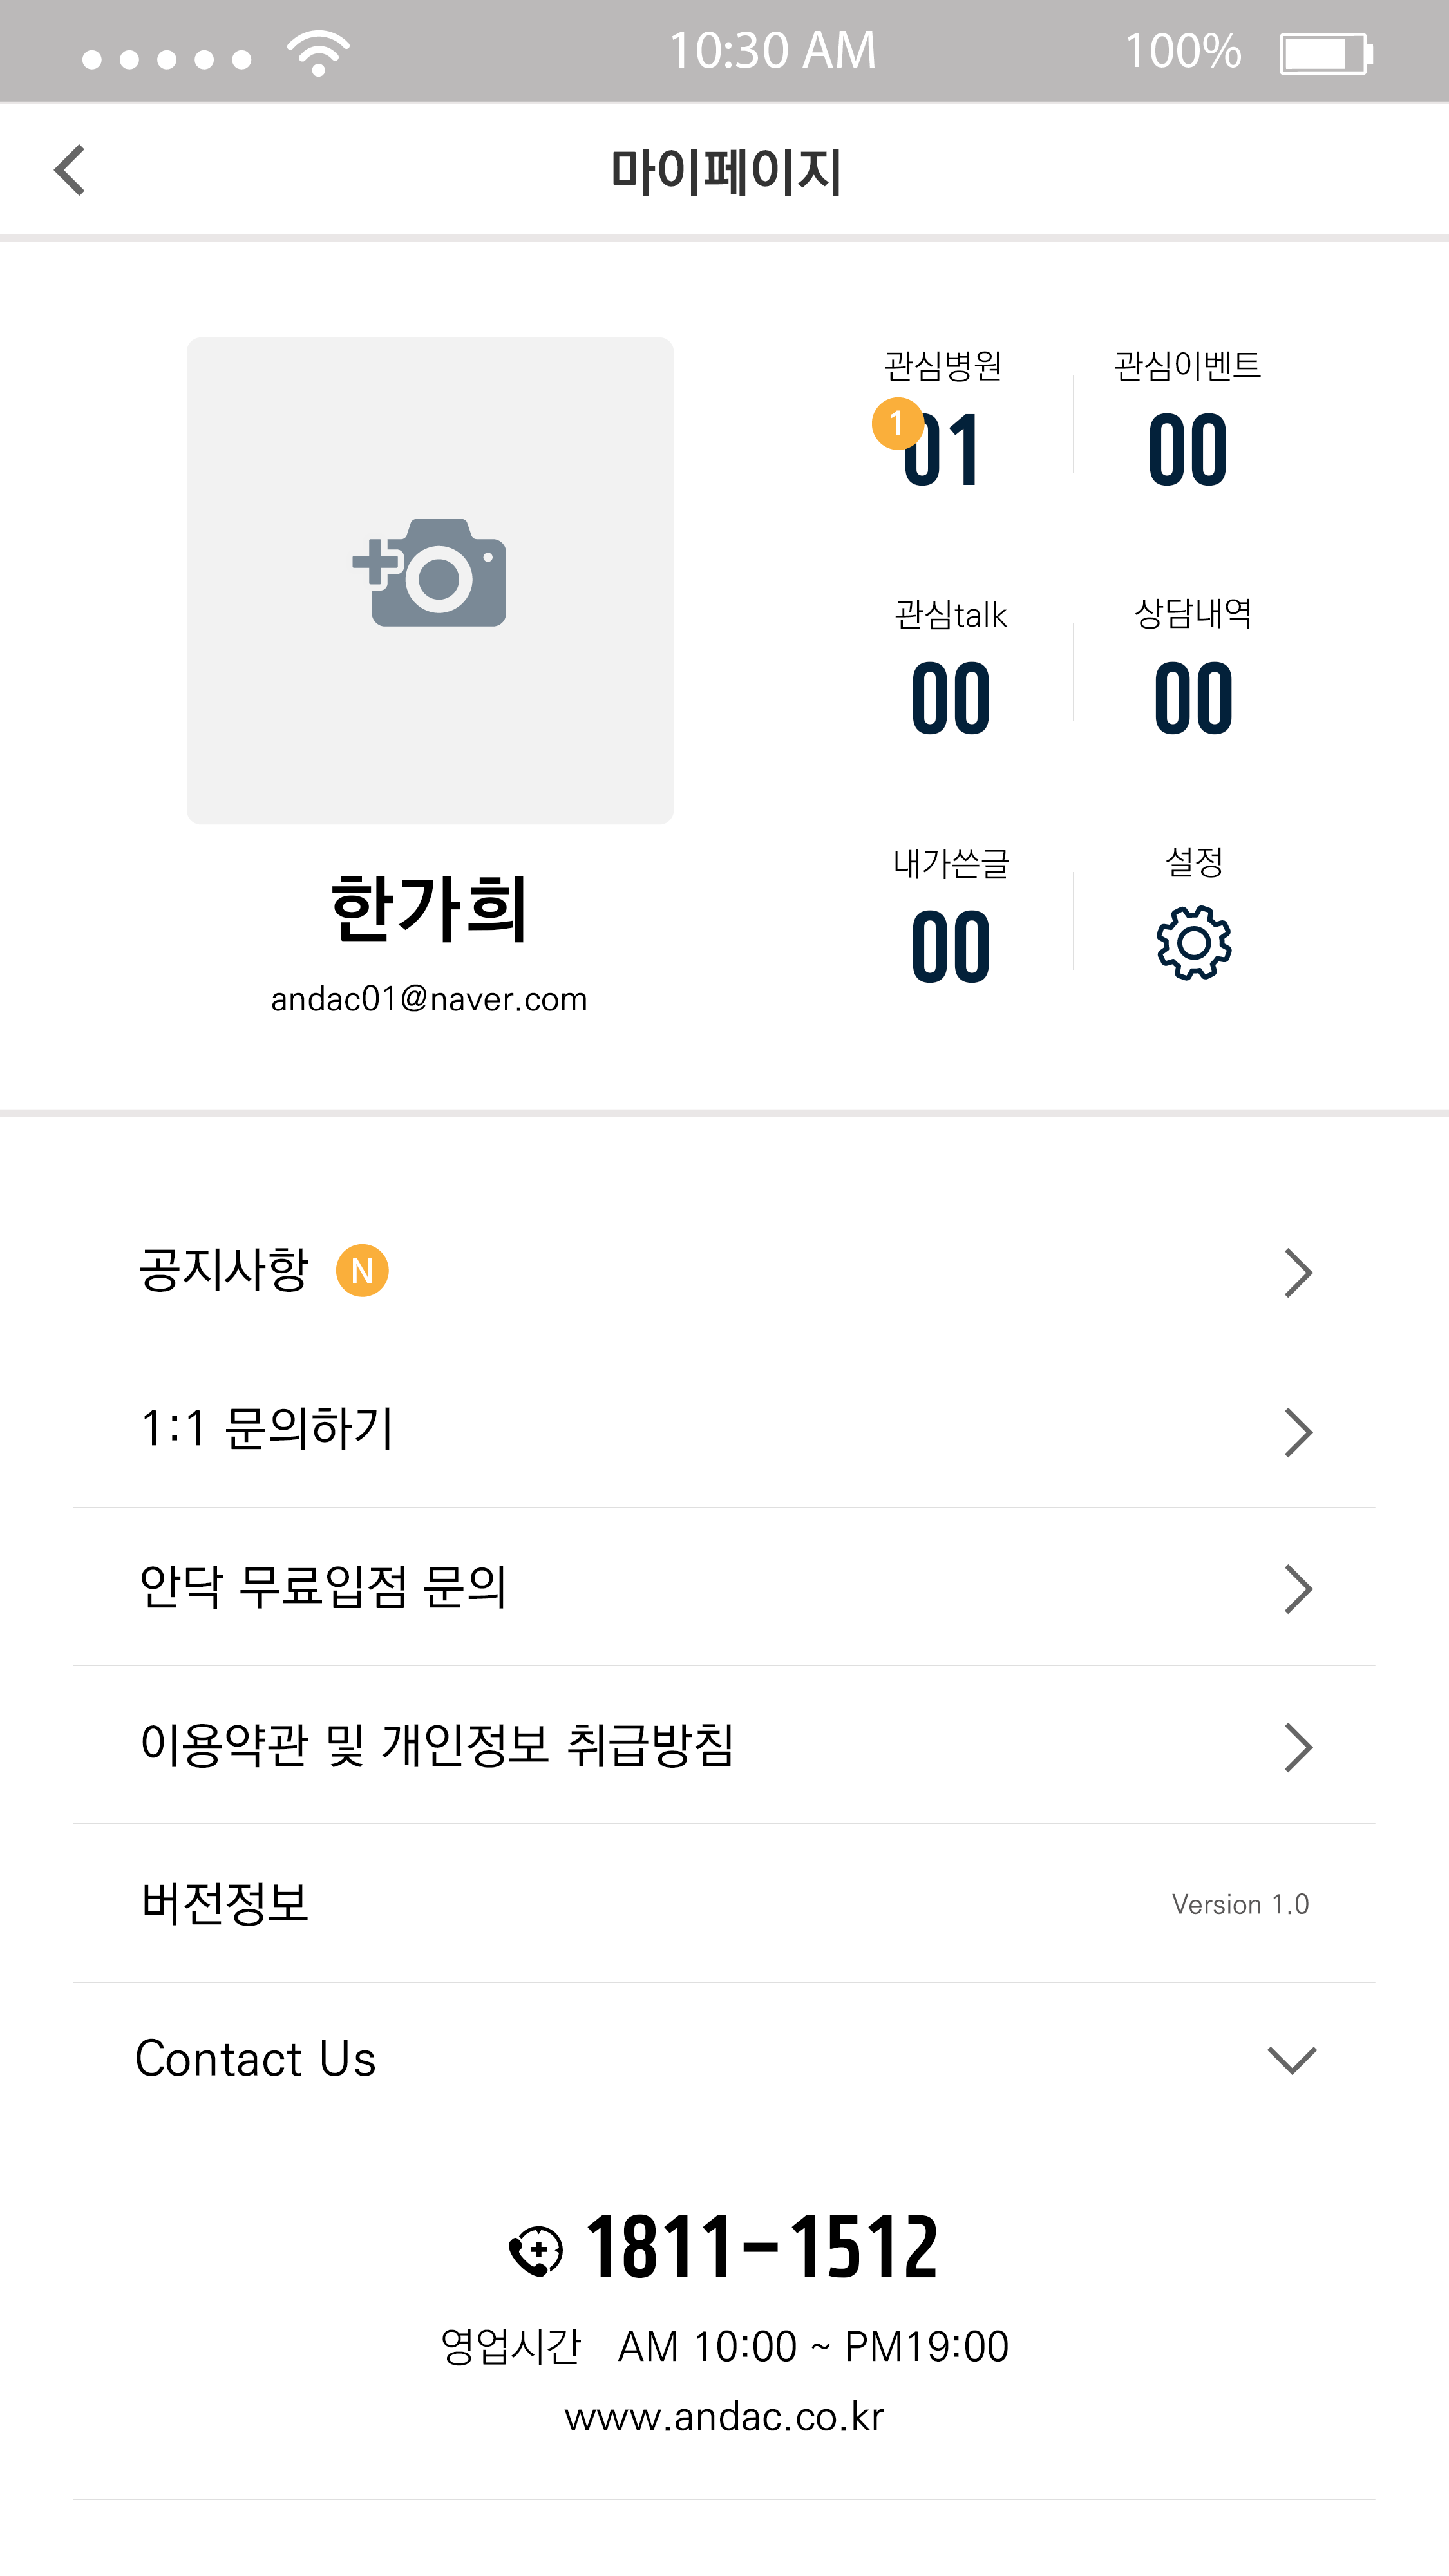 10:30 AM 100%
마이페이지
관심병원 관심이벤트
1
01 00
관심talk 상담내역
00 00
내가쓴글 설정
00
한가희
andac01@naver.com
공지사항 N
1:1 문의하기
안닥 무료입점 문의
이용약관 및 개인정보 취급방침
버전정보 Version 1.0
Contact Us
1811-1512
영업시간 AM 10:00 ~ PM19:00
www.andac.co.kr